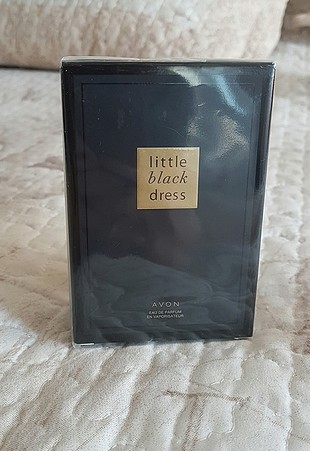 little
black
dress
AVON
EAU DE PARFUM
EN VAPORISATEUR